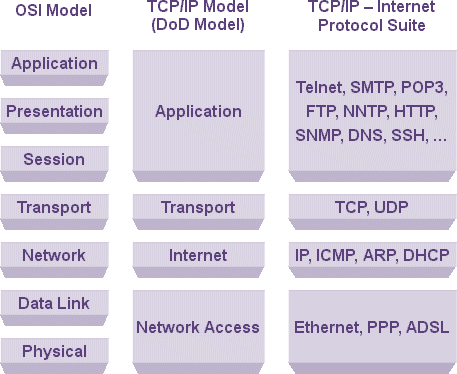 OSI Model
TCP/IP Model
(DoD Model)
TCP/IP – Internet
Protocol Suite
Application
Presentation
Session
Application
Telnet, SMTP, POP3,
FTP, NNTP, HTTP,
SNMP, DNS, SSH, ...
Transport
Transport
TCP, UDP
Network
Internet
IP, ICMP, ARP, DHCP
Data Link
Physical
Network Access
Ethernet, PPP, ADSL